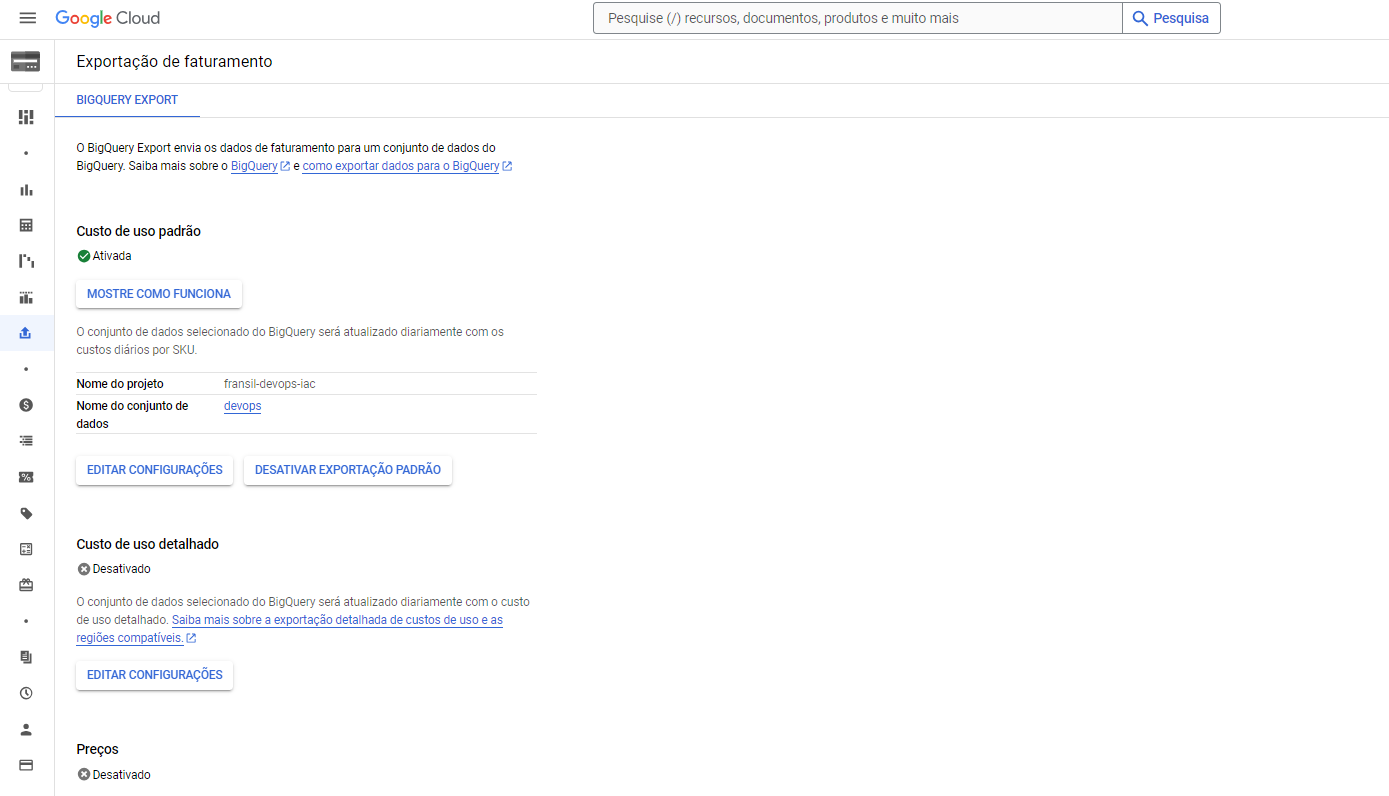 Google Cloud
Pesquise (/) recursos, documentos, produtos e muito mais
Pesquisa
Exportação de faturamento
BIGQUERY EXPORT
O BigQuery Export envia os dados de faturamento para um conjunto de dados do
BigQuery. Saiba mais sobre o BigQuery e como exportar dados para o BigQuery
Custo de uso padrão
Ativada
MOSTRE COMO FUNCIONA
O conjunto de dados selecionado do BigQuery será atualizado diariamente com os
custos diários por SKU.
Nome do projeto fransil-devops-iac
Nome do conjunto de devops
dados
EDITAR CONFIGURAÇÕES DESATIVAR EXPORTAÇÃO PADRÃO
Custo de uso detalhado
Desativado
O conjunto de dados selecionado do BigQuery será atualizado diariamente com o custo
de uso detalhado. Saiba mais sobre a exportação detalhada de custos de uso e as
regiões compatíveis.
EDITAR CONFIGURAÇÕES
Preços
Desativado